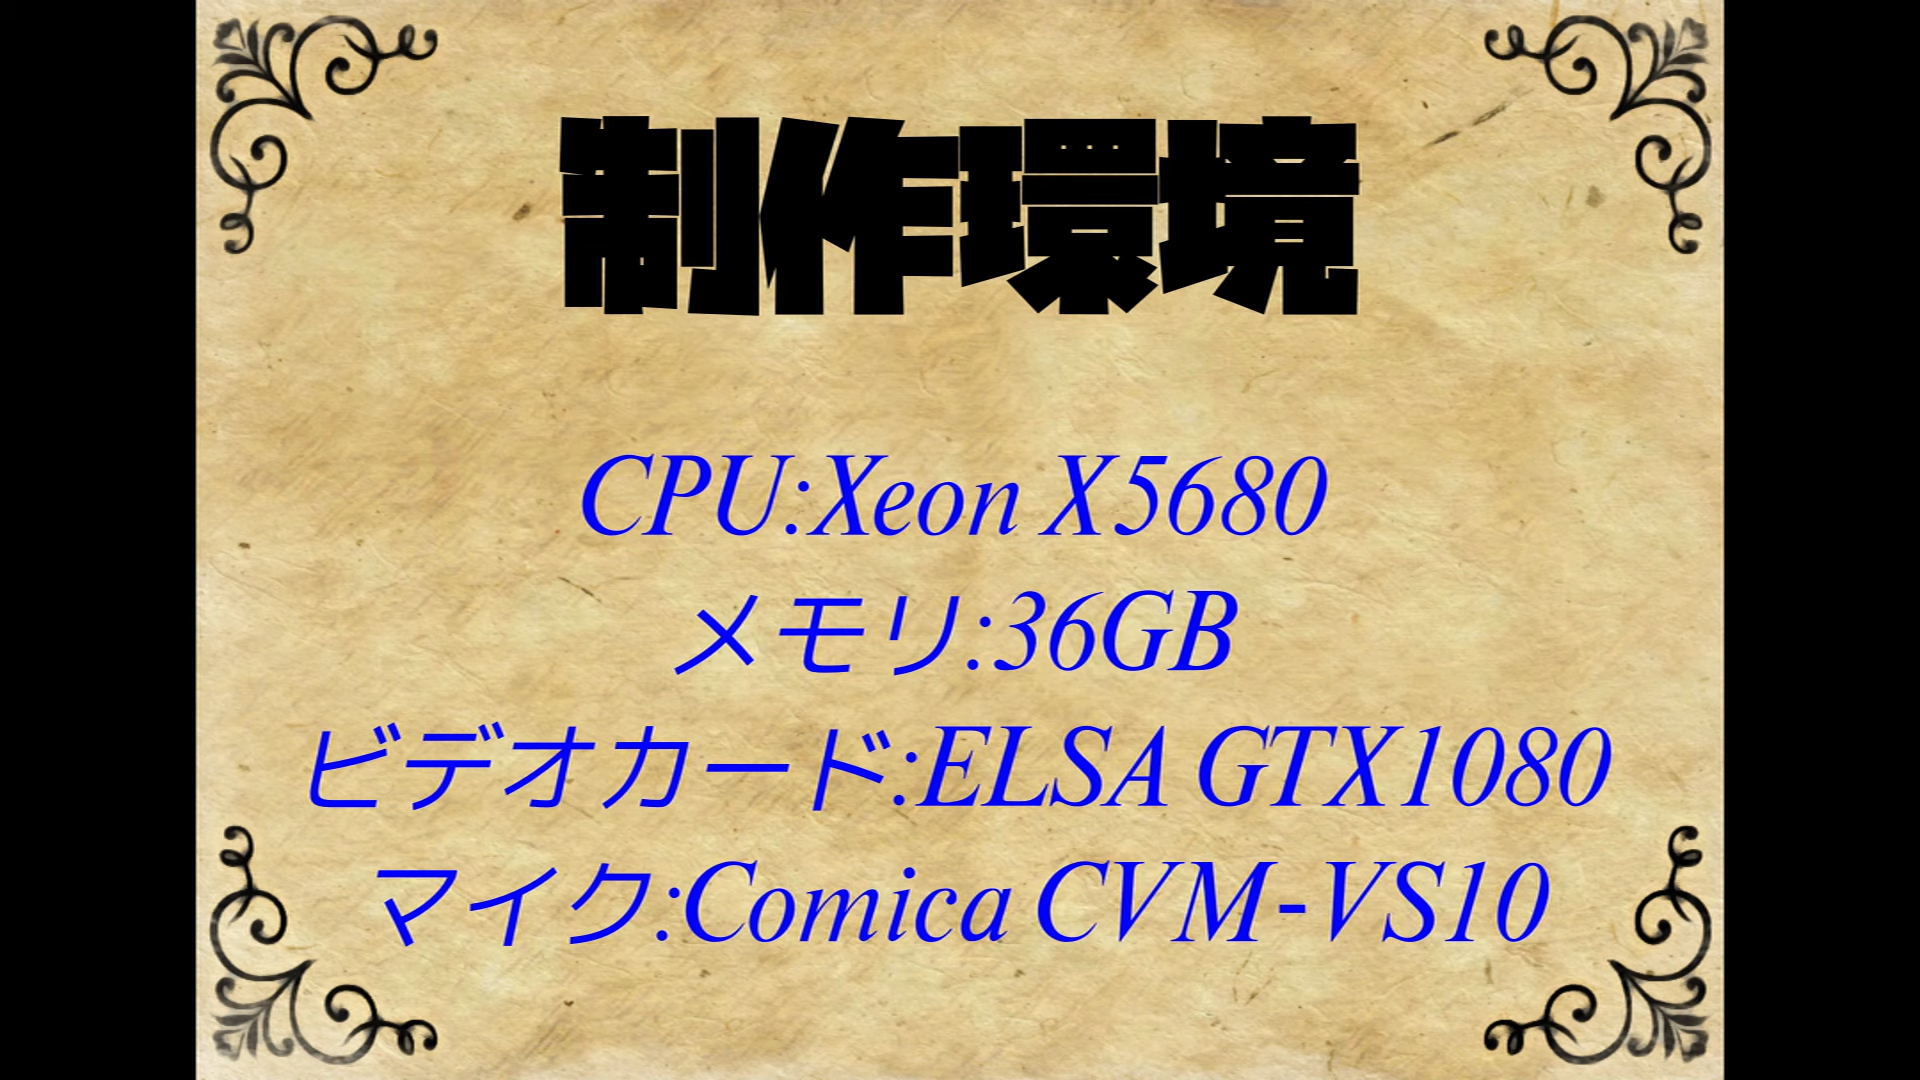 制作環境
CPU:Xeon X5680
メモリ:36GB
ビデオカード:ELSA GTX1080
マイク:Comica CVM-VS10